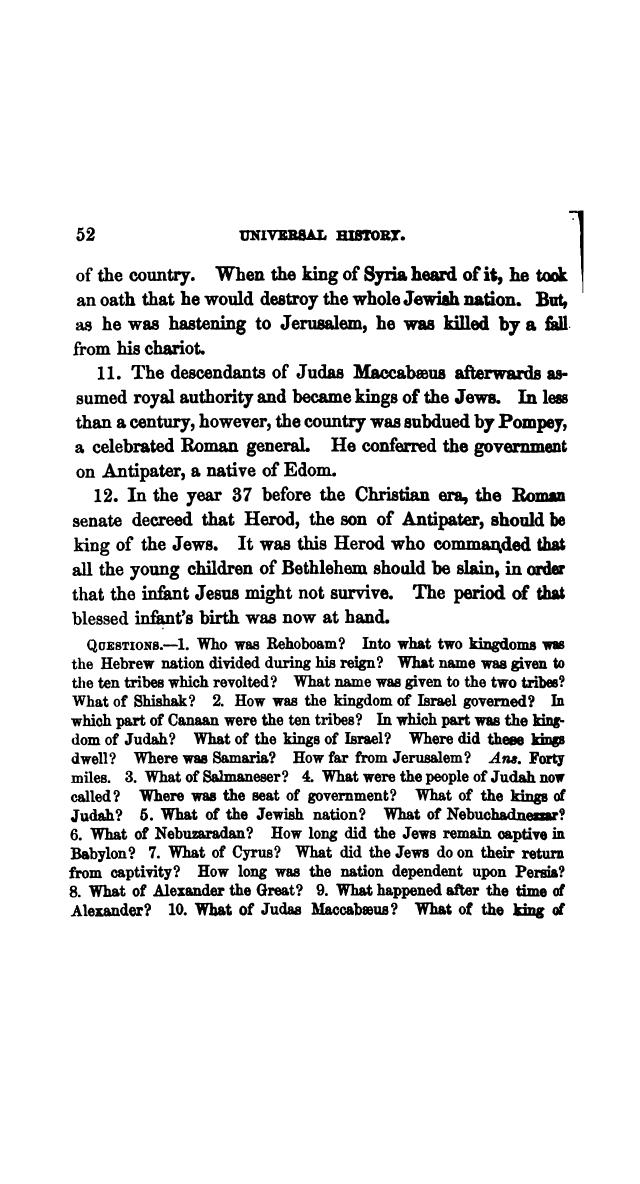 52 UNIVERSAL HISTORY.
of the country. When the king of Syria heard of it, he took
an oath that he would destroy the whole Jewish nation. But,
as he was hastening to Jerusalem, he was killed by a fall
from his chariot.
11. The descendants of Judas Maccabæus afterwards as-
sumed royal authority and became kings of the Jews. In less
than a century, however, the country was subdued by Pompey,
a celebrated Roman general. He conferred the government
on Antipater, a native of Edom.
12. In the year 37 before the Christian era, the Roman
senate decreed that Herod, the son of Antipater, should be
king of the Jews. It was this Herod who commanded that
all the young children of Bethlehem should be slain, in order
that the infant Jesus might not survive. The period of that
blessed infant's birth was now at hand.
QUESTIONS.—1. Who was Rehoboam? Into what two kingdoms was
the Hebrew nation divided during his reign? What name was given to
the ten tribes which revolted? What name was given to the two tribes?
What of Shishak? 2. How was the kingdom of Israel governed? In
which part of Canaan were the ten tribes? In which part was the king-
dom of Judah? What of the kings of Israel? Where did these kings
dwell? Where was Samaria? How far from Jerusalem? Ans. Forty
miles. 3. What of Salmaneser? 4. What were the people of Judah now
called? Where was the seat of government? What of the kings of
Judah? 5. What of the Jewish nation? What of Nebuchadnezzar?
6. What of Nebuzaradan? How long did the Jews remain captive in
Babylon? 7. What of Cyrus? What did the Jews do on their return
from captivity? How long was the nation dependent upon Persia?
8. What of Alexander the Great? 9. What happened after the time of
Alexander? 10. What of Judas Maccabæus? What of the king of